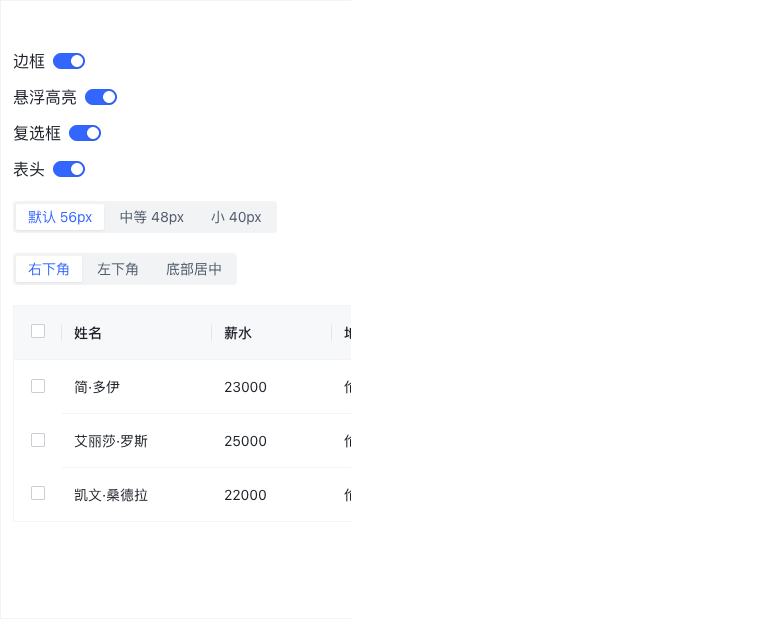 边框
悬浮高亮
复选框
表头
默认 56px 中等 48px 小 40px
右下角 左下角 底部居中
姓名 薪水
简·多伊 23000
艾丽莎·罗斯 25000
凯文·桑德拉 22000